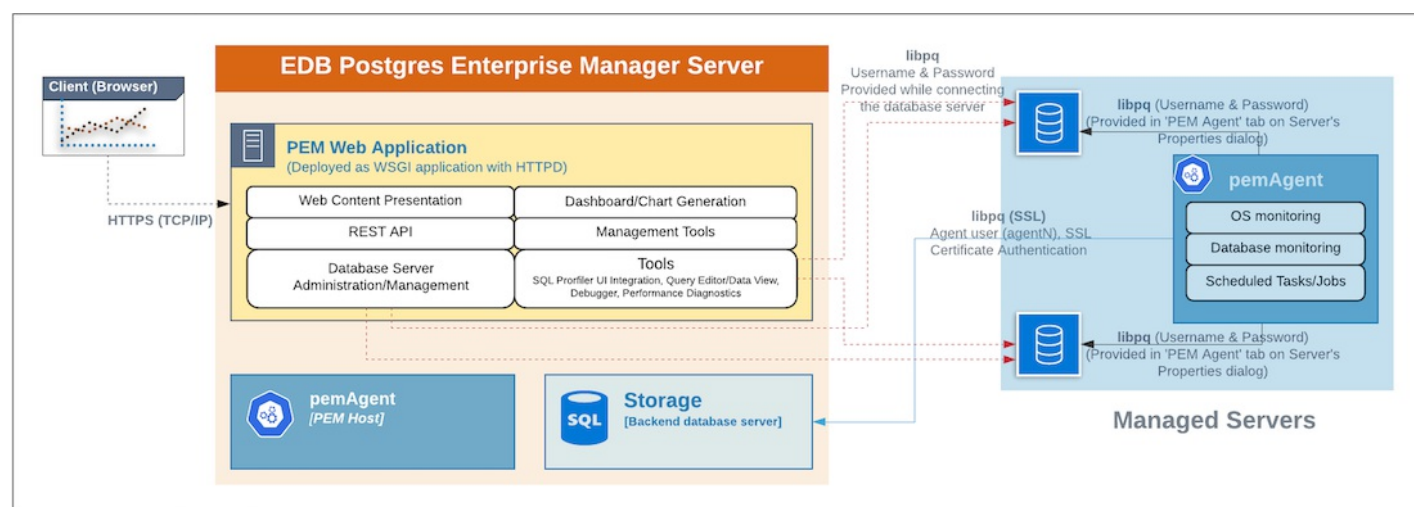 EDB Postgres Enterprise Manager Server
Client (Browser)
HTTPS (TCP/IP)
PEM Web Application
(Deployed as WSGI application with HTTPD)
Web Content Presentation
Dashboard/Chart Generation
REST API
Management Tools
Database Server
Administration/Management
Tools
SQL Prorfiler UI Integration, Query Editor/Data View,
Debugger, Performance Diagnostics
pemAgent
[PEM Host]
SQL
Storage
[Backend database server]
libpq
Username & Password
Provided while connecting
the database server
libpq (SSL)
Agent user (agentN), SSL
Certificate Authentication
libpq (Username & Password)
(Provided in 'PEM Agent' tab on Server's
Properties dialog)
pemAgent
OS monitoring
Database monitoring
Scheduled Tasks/Jobs
libpq (Username & Password)
(Provided in 'PEM Agent' tab on Server's
Properties dialog)
Managed Servers